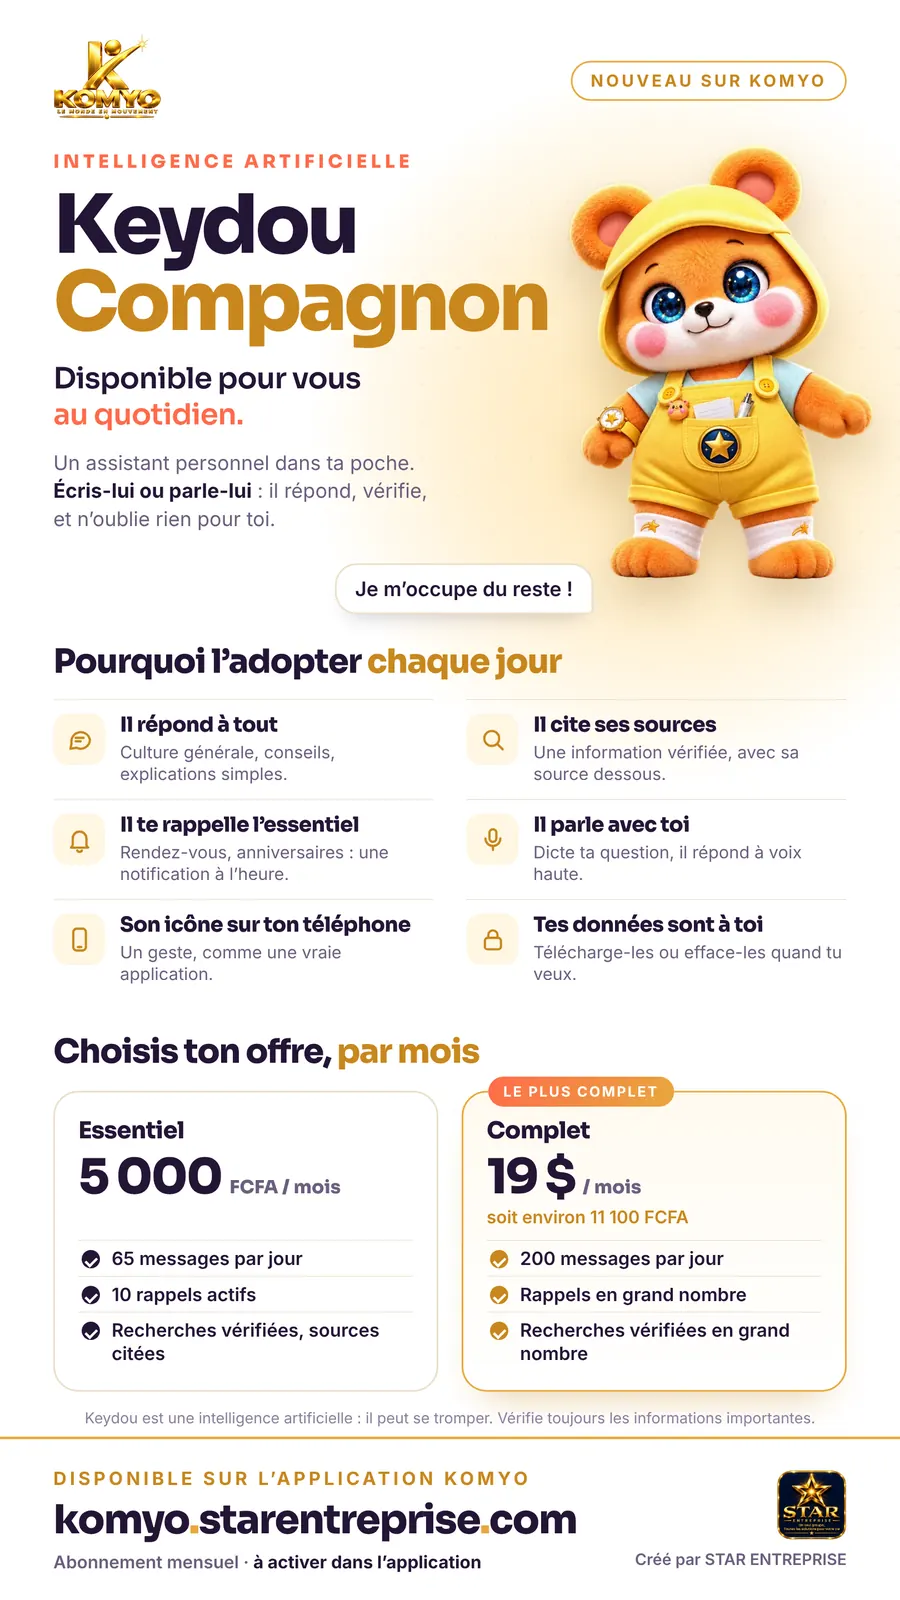 KOMYO
LE MONDE EN MOUVEMENT
NOUVEAU SUR KOMYO
INTELLIGENCE ARTIFICIELLE
Keydou
Compagnon
Disponible pour vous
au quotidien.
Un assistant personnel dans ta poche.
Écris-lui ou parle-lui : il répond, vérifie,
et n’oublie rien pour toi.
Je m’occupe du reste !
Pourquoi l’adopter chaque jour
Il répond à tout
Culture générale, conseils,
explications simples.
Il cite ses sources
Une information vérifiée, avec sa
source dessous.
Il te rappelle l’essentiel
Rendez-vous, anniversaires : une
notification à l’heure.
Il parle avec toi
Dicte ta question, il répond à voix
haute.
Son icône sur ton téléphone
Un geste, comme une vraie
application.
Tes données sont à toi
Télécharge-les ou efface-les quand tu
veux.
Choisis ton offre, par mois
Essentiel
5 000 FCFA / mois
65 messages par jour
10 rappels actifs
Recherches vérifiées, sources
citées
LE PLUS COMPLET
Complet
19 $ / mois
soit environ 11 100 FCFA
200 messages par jour
Rappels en grand nombre
Recherches vérifiées en grand
nombre
Keydou est une intelligence artificielle : il peut se tromper. Vérifie toujours les informations importantes.
DISPONIBLE SUR L’APPLICATION KOMYO
komyo.starentreprise.com
Abonnement mensuel · à activer dans l’application
STAR
ENTREPRISE
Créé par STAR ENTREPRISE